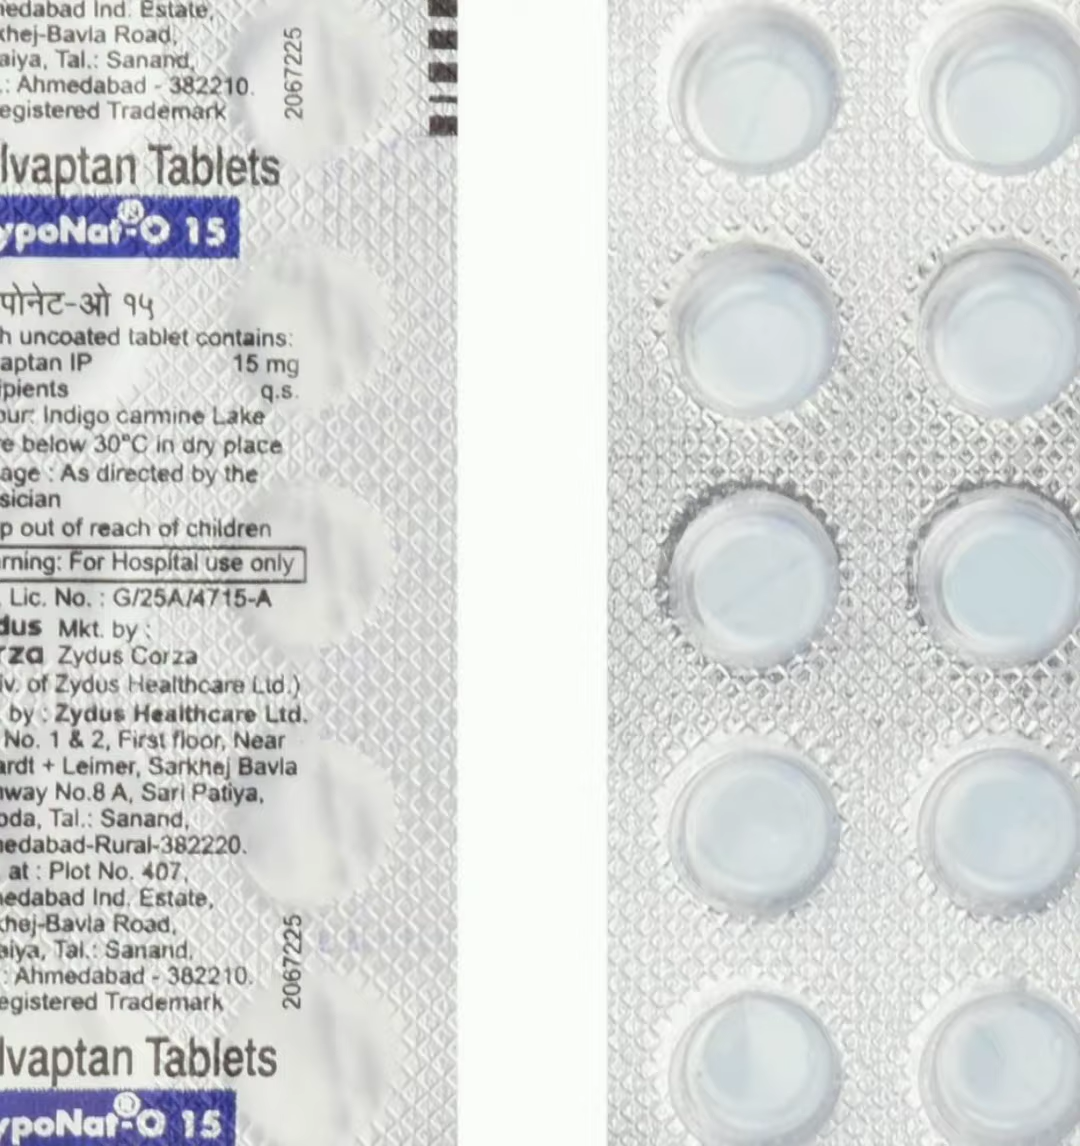 nedabad Ind. Estate,
khej-Bavla Road,
aiya, Tal.: Sanand,
.: Ahmedabad - 382210.
egistered Trademark
2067225
lvaptan Tablets
ypoNat®-O 15
पोनेट-ओ १५
h uncoated tablet contains:
aptan IP 15 mg
ipients q.s.
our: Indigo carmine Lake
e below 30°C in dry place
age : As directed by the
sician
p out of reach of children
rning: For Hospital use only
. Lic. No. : G/25A/4715-A
dus Mkt. by :
rza Zydus Corza
iv. of Zydus Healthcare Ltd.)
. by : Zydus Healthcare Ltd.
No. 1 & 2, First floor, Near
ardt + Leimer, Sarkhej Bavla
way No.8 A, Sari Patiya,
oda, Tal.: Sanand,
edabad-Rural-382220.
at : Plot No. 407,
edabad Ind. Estate,
khej-Bavla Road,
aiya, Tal.: Sanand,
: Ahmedabad - 382210.
egistered Trademark
2067225
lvaptan Tablets
ypoNat®-O 15